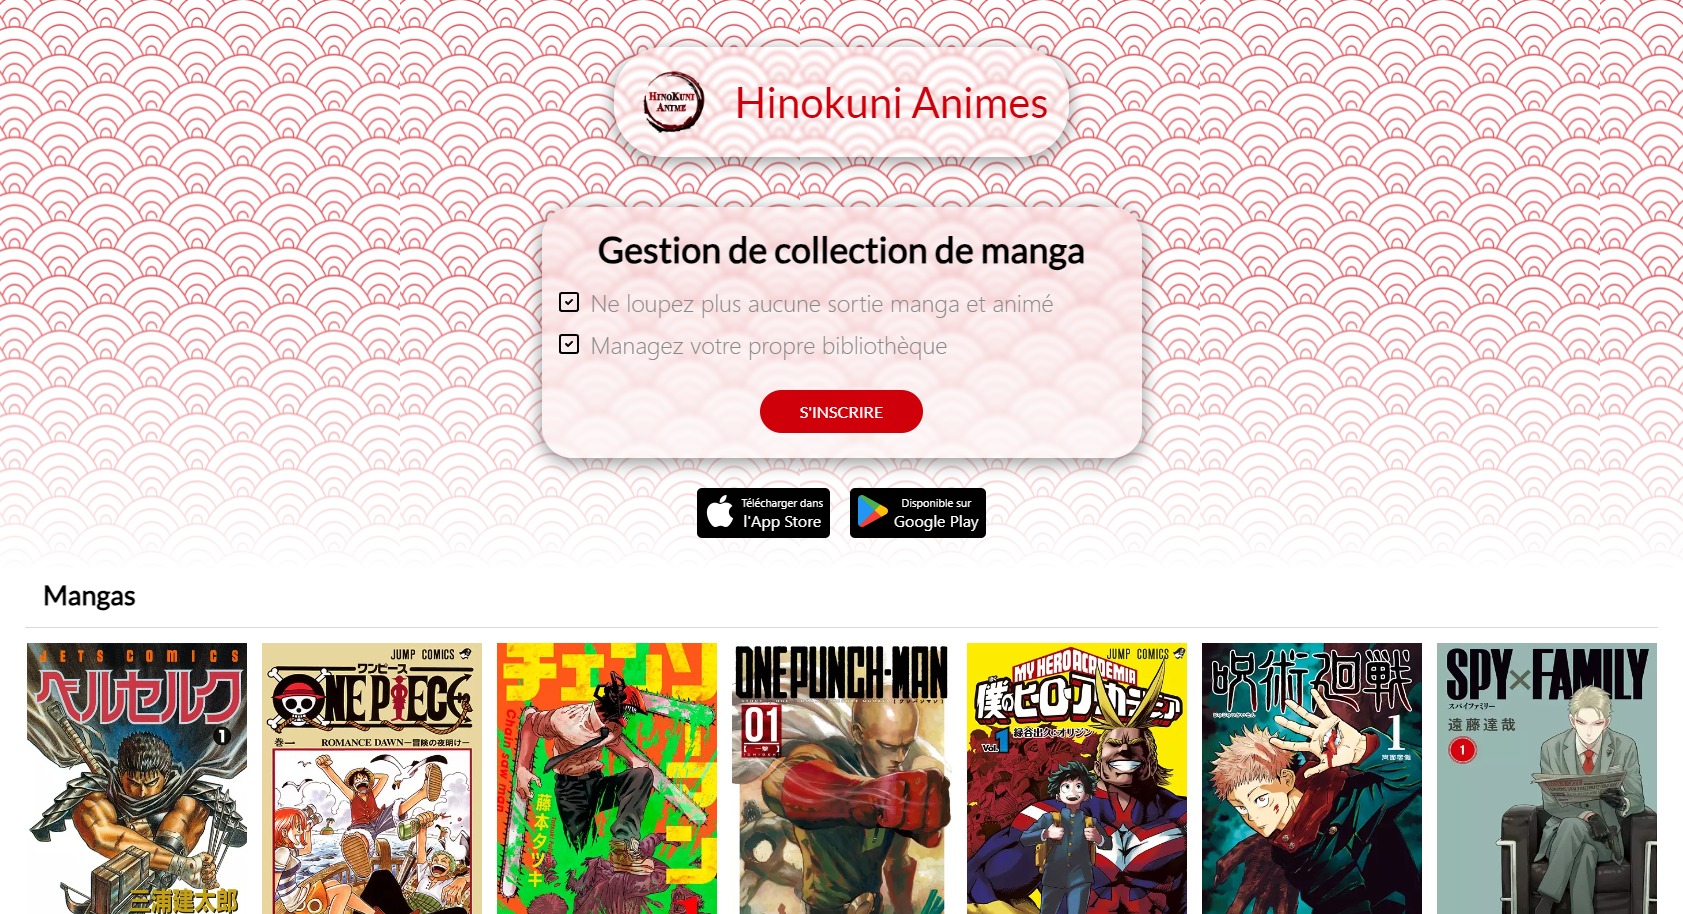 HINOKUNI
ANIME
Hinokuni Animes
Gestion de collection de manga
Ne loupez plus aucune sortie manga et animé
Managez votre propre bibliothèque
S'INSCRIRE
Télécharger dans
l'App Store
Disponible sur
Google Play
Mangas
JETS COMICS
ベルセルク
1
三浦建太郎
JUMP COMICS
ワンピース
ONE PIECE
巻一
ROMANCE DAWN—冒険の夜明け—
チェンソーマン
Chain saw man
藤本タツキ
1
ONE PUNCH-MAN
01
JUMP COMICS
MY HERO ACADEMIA
僕のヒーローアカデミア
Vol.1
緑谷出久:オリジン
呪術廻戦
1
SPY×FAMILY
スパイファミリー
遠藤達哉
1